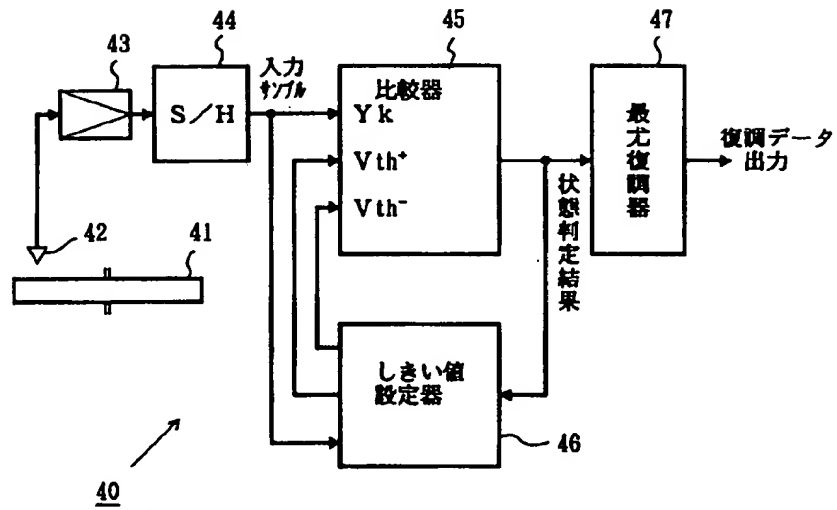 43
44
S/H
入力
サンプル
45
比較器
Yk
Vth⁺
Vth⁻
状態判定結果
47
最尤復調器
復調データ
出力
42
41
しきい値
設定器
46
40